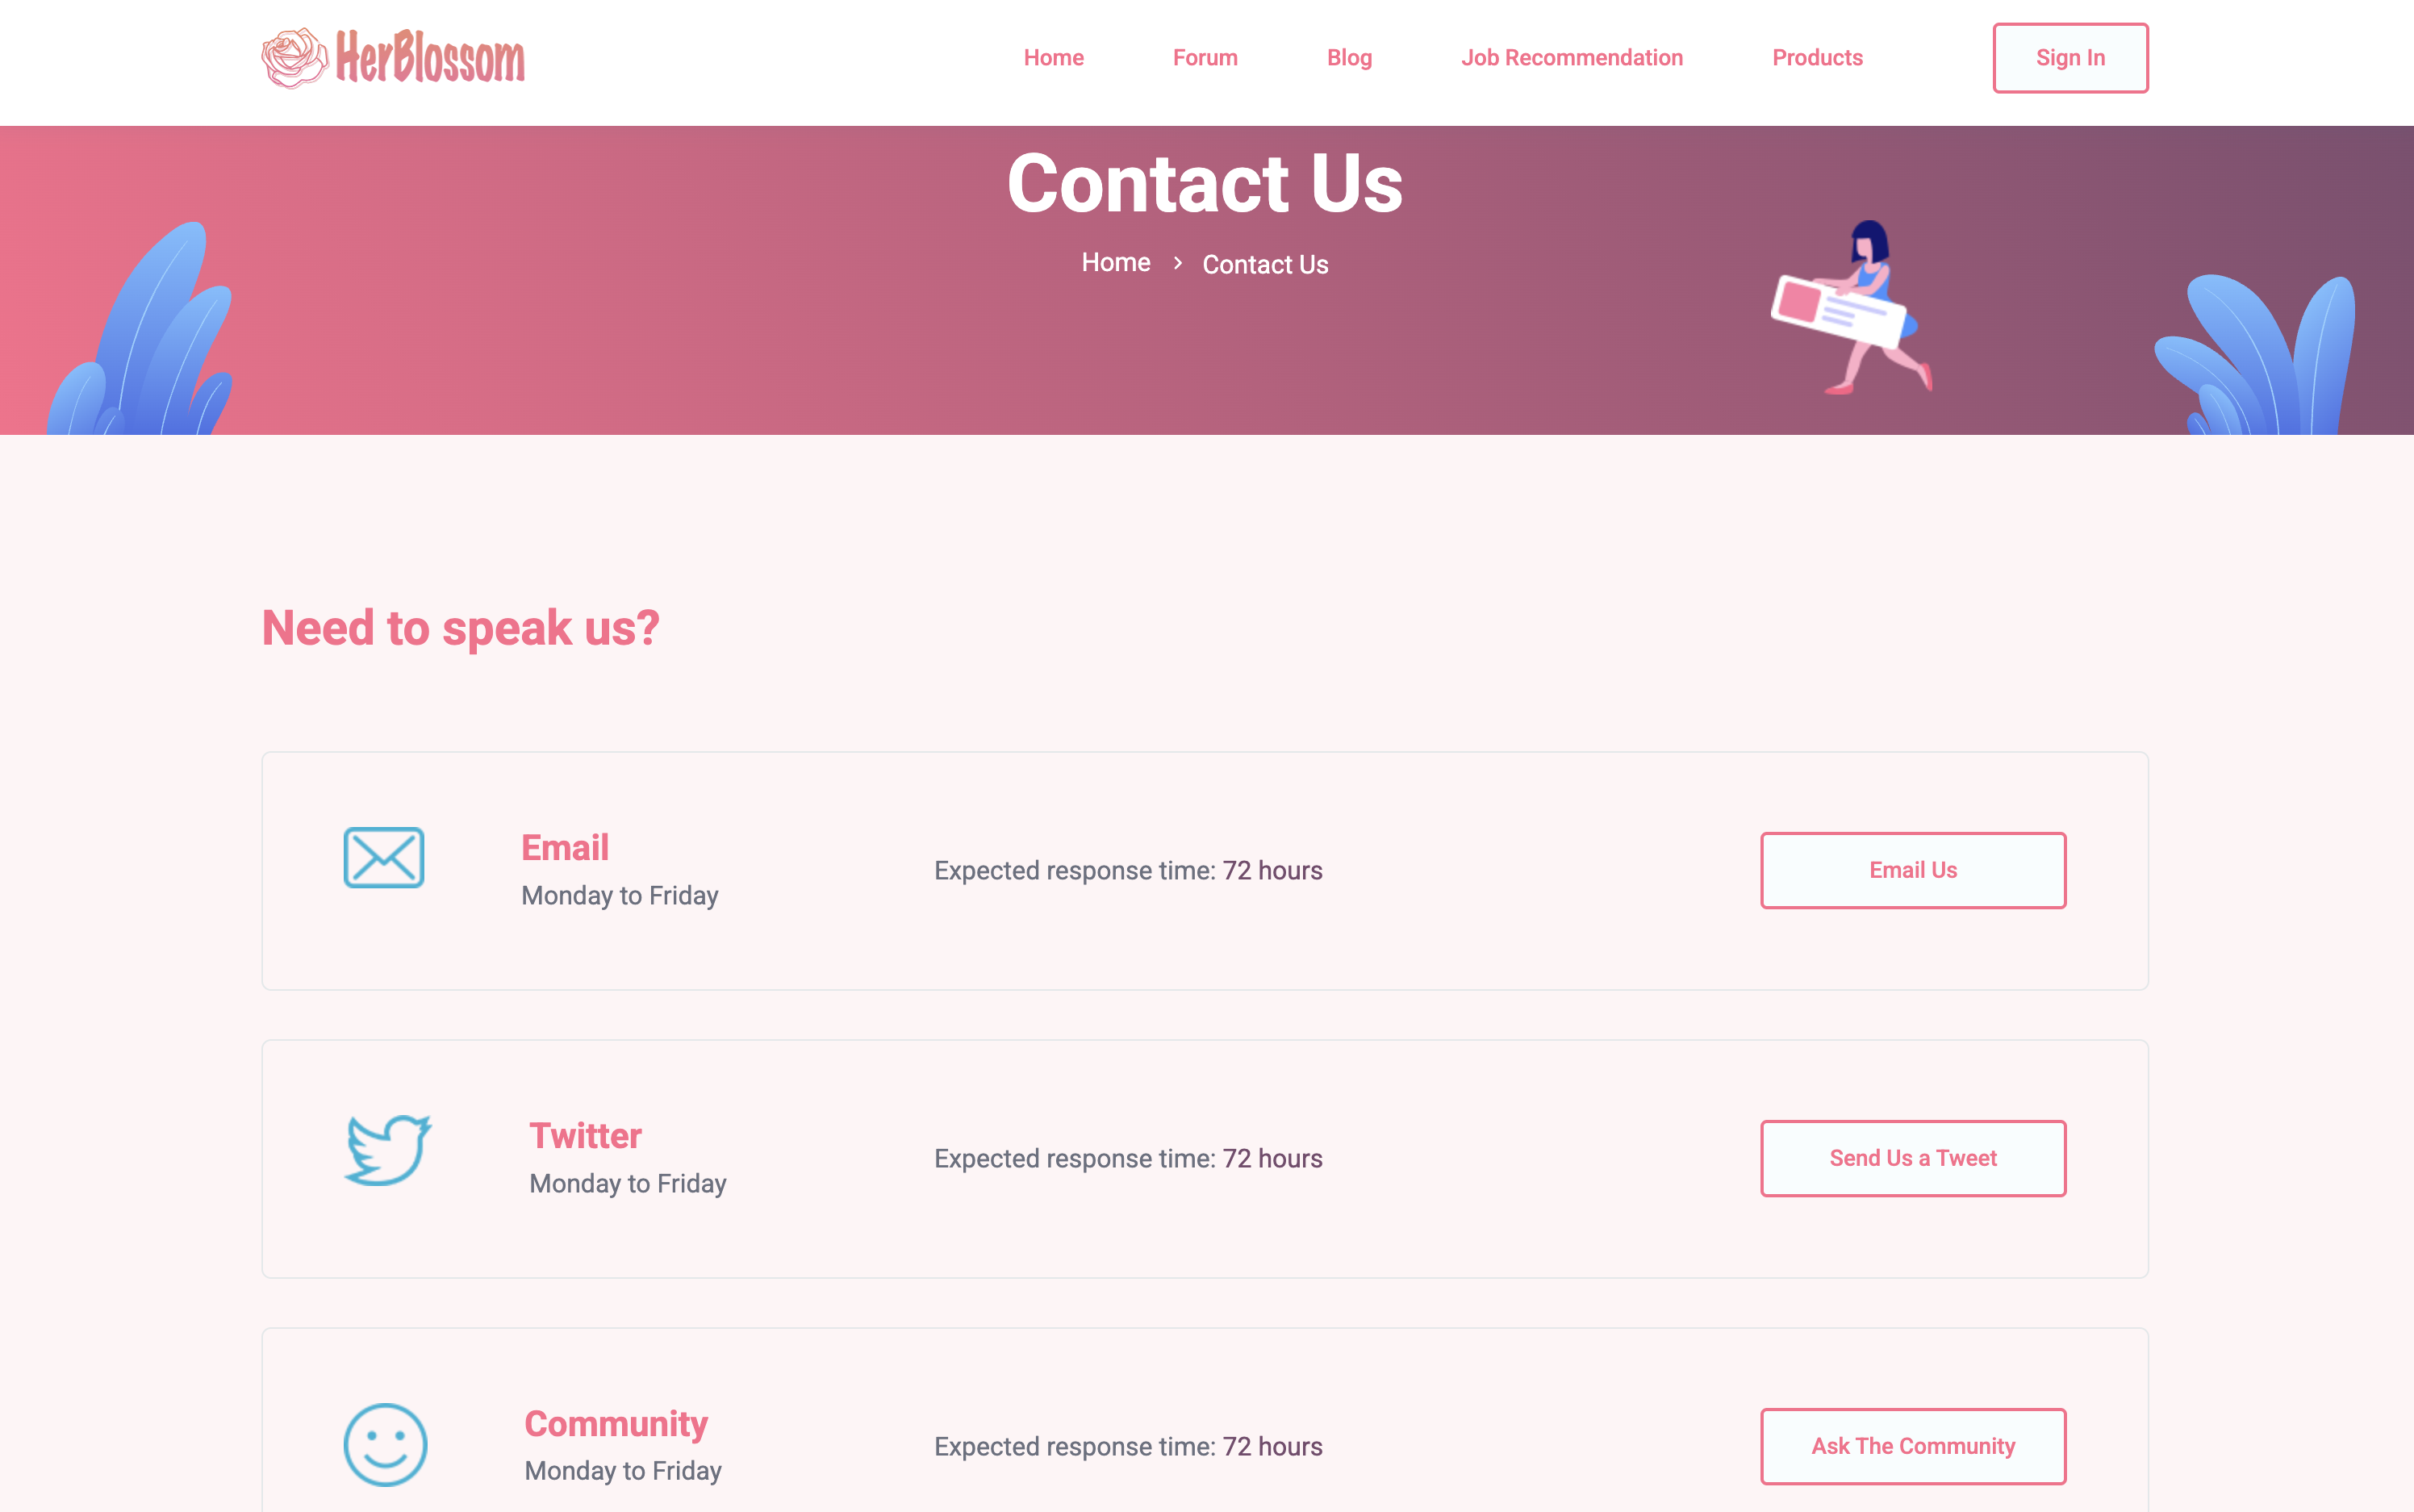 HerBlossom
Home Forum Blog Job Recommendation Products Sign In
Contact Us
Home > Contact Us
Need to speak us?
Email
Monday to Friday
Expected response time: 72 hours
Email Us
Twitter
Monday to Friday
Expected response time: 72 hours
Send Us a Tweet
Community
Monday to Friday
Expected response time: 72 hours
Ask The Community